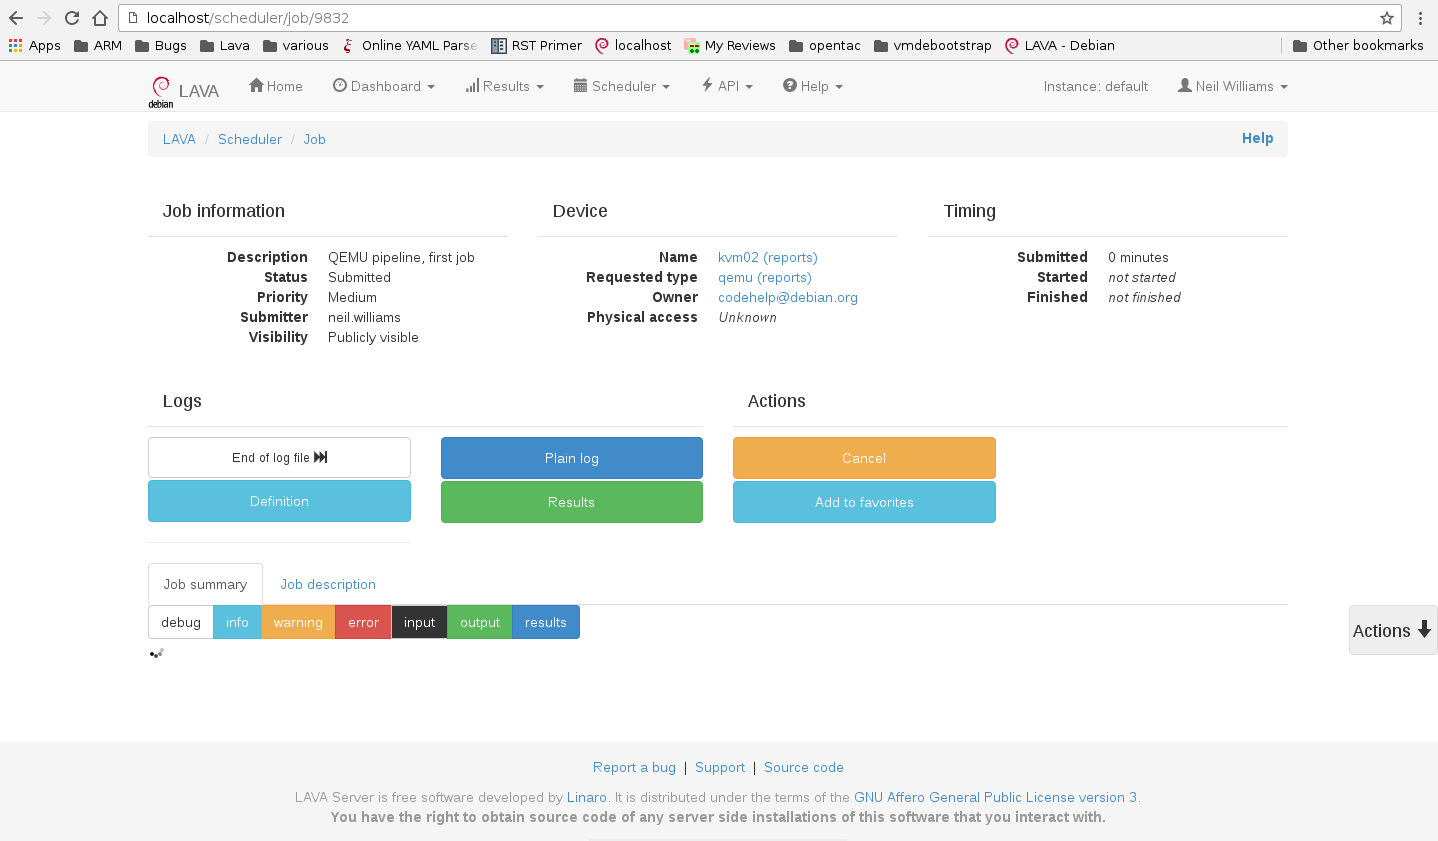 localhost/scheduler/job/9832
Apps ARM Bugs Lava various Online YAML Parse RST Primer localhost My Reviews opentac vmdebootstrap LAVA - Debian Other bookmarks
debian LAVA Home Dashboard Results Scheduler API Help Instance: default Neil Williams
LAVA / Scheduler / Job Help
Job information Device Timing
Description QEMU pipeline, first job Name kvm02 (reports) Submitted 0 minutes
Status Submitted Requested type qemu (reports) Started not started
Priority Medium Owner codehelp@debian.org Finished not finished
Submitter neil.williams Physical access Unknown
Visibility Publicly visible
Logs Actions
End of log file Plain log Cancel
Definition Results Add to favorites
Job summary Job description
debug info warning error input output results
Actions
Report a bug | Support | Source code
LAVA Server is free software developed by Linaro. It is distributed under the terms of the GNU Affero General Public License version 3.
You have the right to obtain source code of any server side installations of this software that you interact with.